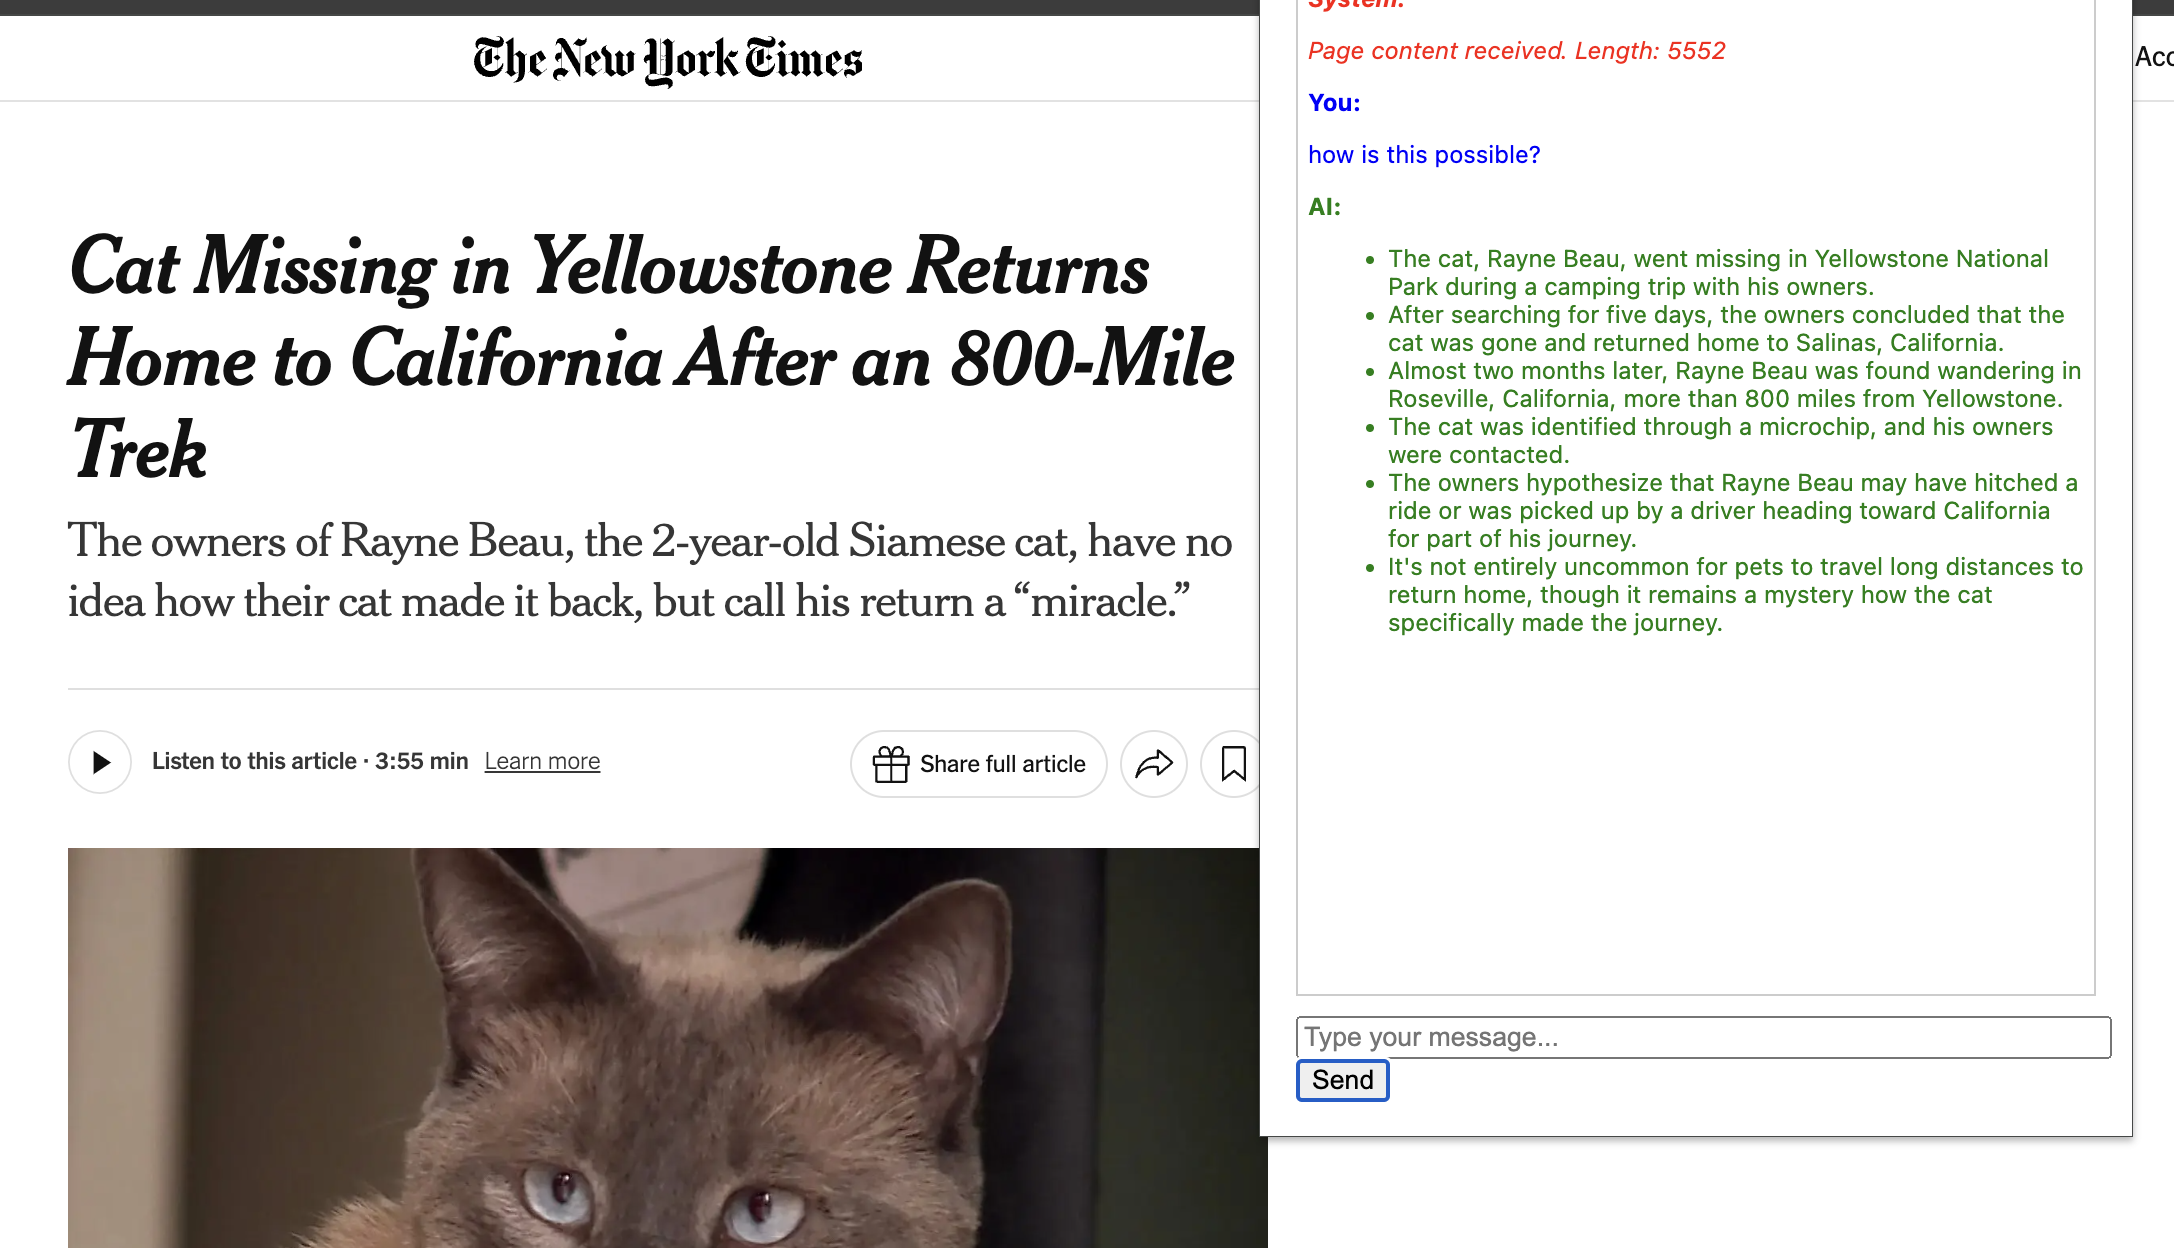 The New York Times
Cat Missing in Yellowstone Returns
Home to California After an 800-Mile
Trek
The owners of Rayne Beau, the 2-year-old Siamese cat, have no
idea how their cat made it back, but call his return a “miracle.”
Listen to this article · 3:55 min Learn more
Share full article
System:
Page content received. Length: 5552
You:
how is this possible?
AI:
• The cat, Rayne Beau, went missing in Yellowstone National
Park during a camping trip with his owners.
• After searching for five days, the owners concluded that the
cat was gone and returned home to Salinas, California.
• Almost two months later, Rayne Beau was found wandering in
Roseville, California, more than 800 miles from Yellowstone.
• The cat was identified through a microchip, and his owners
were contacted.
• The owners hypothesize that Rayne Beau may have hitched a
ride or was picked up by a driver heading toward California
for part of his journey.
• It's not entirely uncommon for pets to travel long distances to
return home, though it remains a mystery how the cat
specifically made the journey.
Type your message...
Send